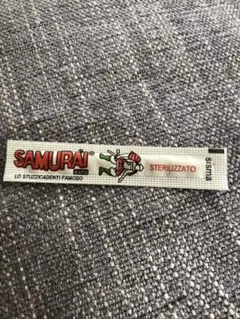 SAMURAI®
LO STUZZICADENTI FAMOSO
STERILIZZATO
SISMA